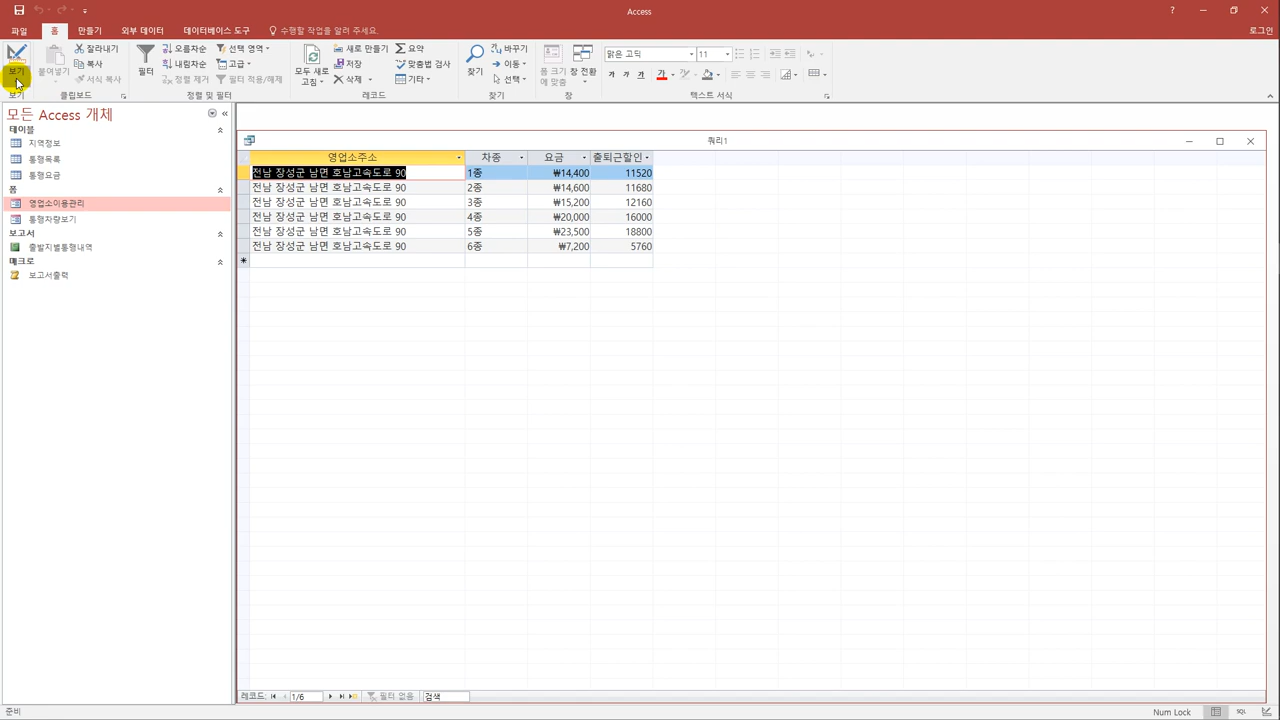 Access
파일 홈 만들기 외부 데이터 데이터베이스 도구 수행할 작업을 알려 주세요. 로그인
보기 붙여넣기 잘라내기 복사 서식 복사
필터 오름차순 내림차순 정렬 제거 선택 영역 고급 필터 적용/해제
모두 새로 고침 새로 만들기 저장 삭제 요약 맞춤법 검사 기타
찾기 바꾸기 이동 선택
폼 크기에 맞춤 창 전환
맑은 고딕 11
가 가 가 가 가
보기 클립보드 정렬 및 필터 레코드 찾기 창 텍스트 서식
모든 Access 개체
테이블
지역정보
통행목록
통행요금
폼
영업소이용관리
통행차량보기
보고서
출발지별통행내역
매크로
보고서출력
쿼리1
영업소주소 차종 요금 출퇴근할인
전남 장성군 남면 호남고속도로 90 1종 ₩14,400 11520
전남 장성군 남면 호남고속도로 90 2종 ₩14,600 11680
전남 장성군 남면 호남고속도로 90 3종 ₩15,200 12160
전남 장성군 남면 호남고속도로 90 4종 ₩20,000 16000
전남 장성군 남면 호남고속도로 90 5종 ₩23,500 18800
전남 장성군 남면 호남고속도로 90 6종 ₩7,200 5760
레코드: 1/6 필터 없음 검색
준비 Num Lock SQL